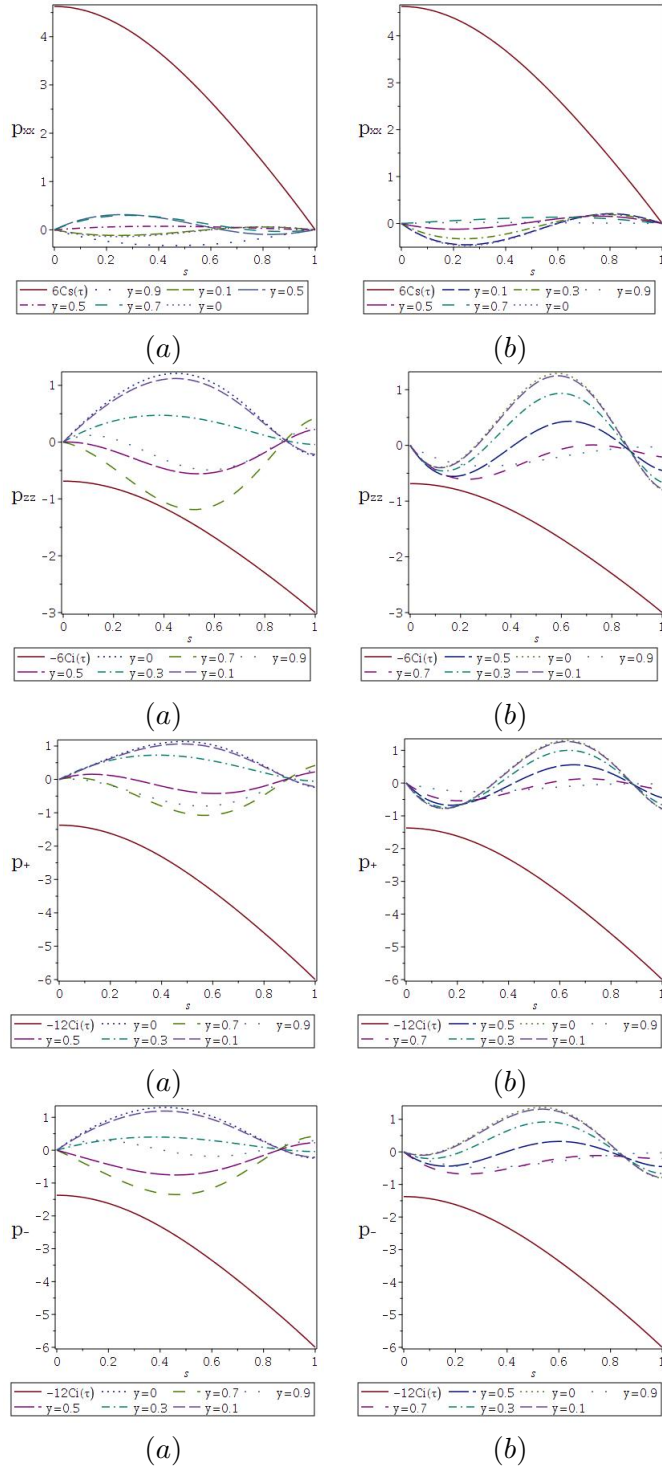 4
3
2
1
0
p_xx
0 0.2 0.4 0.6 0.8 1
s
6Cs(τ) y=0.9 y=0.1 y=0.5
y=0.5 y=0.7 y=0
(a)
4
3
2
1
0
p_xx
0 0.2 0.4 0.6 0.8 1
s
6Cs(τ) y=0.1 y=0.3 y=0.9
y=0.5 y=0.7 y=0
(b)
1
0
-1
-2
-3
p_zz
0 0.2 0.4 0.6 0.8 1
s
-6Ci(τ) y=0 y=0.7 y=0.9
y=0.5 y=0.3 y=0.1
(a)
1
0
-1
-2
-3
p_zz
0 0.2 0.4 0.6 0.8 1
s
-6Ci(τ) y=0.5 y=0 y=0.9
y=0.7 y=0.3 y=0.1
(b)
1
0
-1
-2
-3
-4
-5
-6
p_+
0 0.2 0.4 0.6 0.8 1
s
-12Ci(τ) y=0 y=0.7 y=0.9
y=0.5 y=0.3 y=0.1
(a)
1
0
-1
-2
-3
-4
-5
-6
p_+
0 0.2 0.4 0.6 0.8 1
s
-12Ci(τ) y=0.5 y=0 y=0.9
y=0.7 y=0.3 y=0.1
(b)
1
0
-1
-2
-3
-4
-5
-6
p_-
0 0.2 0.4 0.6 0.8 1
s
-12Ci(τ) y=0 y=0.7 y=0.9
y=0.5 y=0.3 y=0.1
(a)
1
0
-1
-2
-3
-4
-5
-6
p_-
0 0.2 0.4 0.6 0.8 1
s
-12Ci(τ) y=0.5 y=0 y=0.9
y=0.7 y=0.3 y=0.1
(b)